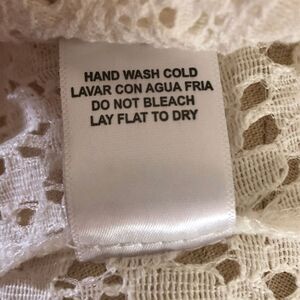 HAND WASH COLD
LAVAR CON AGUA FRIA
DO NOT BLEACH
LAY FLAT TO DRY